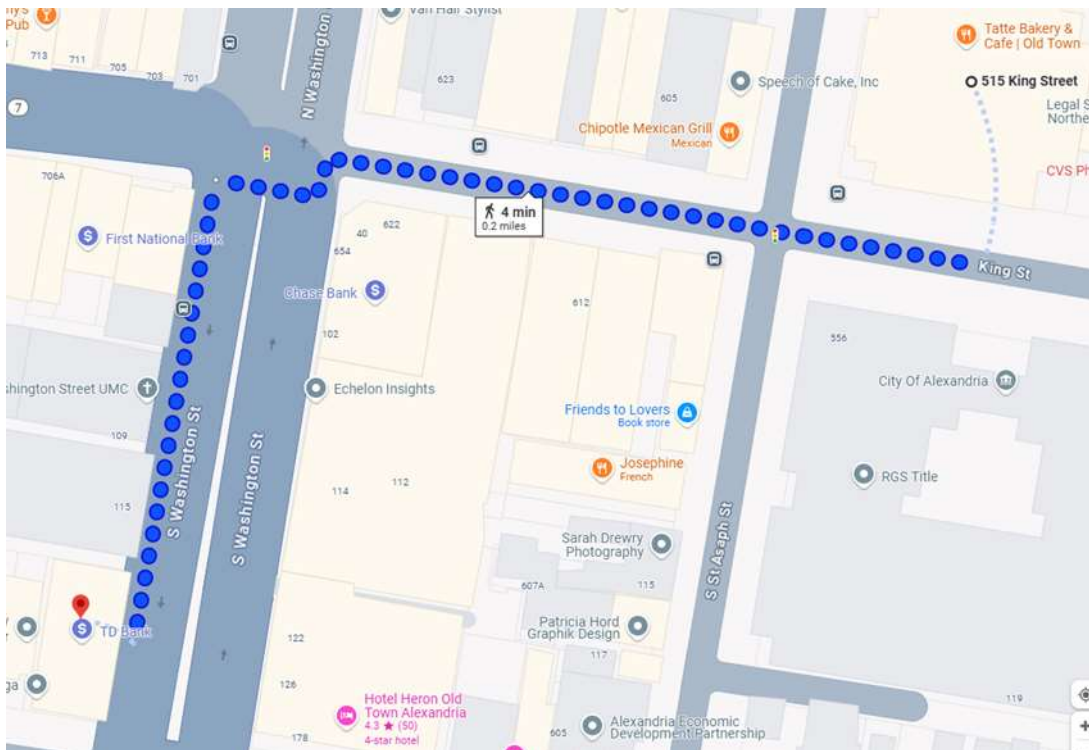 Pub
713
711
705
703
701
7
Van Hair Stylist
623
N Washington
605
Speech of Cake, Inc
Chipotle Mexican Grill
Mexican
Tatte Bakery &
Cafe | Old Town
515 King Street
Legal
CVS
706A
First National Bank
622
40
654
Chase Bank
102
4 min
0.2 miles
King St
612
556
City Of Alexandria
Echelon Insights
Washington Street UMC
109
Friends to Lovers
Book store
Josephine
French
RGS Title
S Washington St
S Washington St
S St Asaph St
115
114
112
Sarah Drewry
Photography
607A
115
Patricia Hord
Graphik Design
117
TD Bank
122
126
178
Hotel Heron Old
Town Alexandria
4.3 ★ (50)
4-star hotel
605
Alexandria Economic
Development Partnership
119